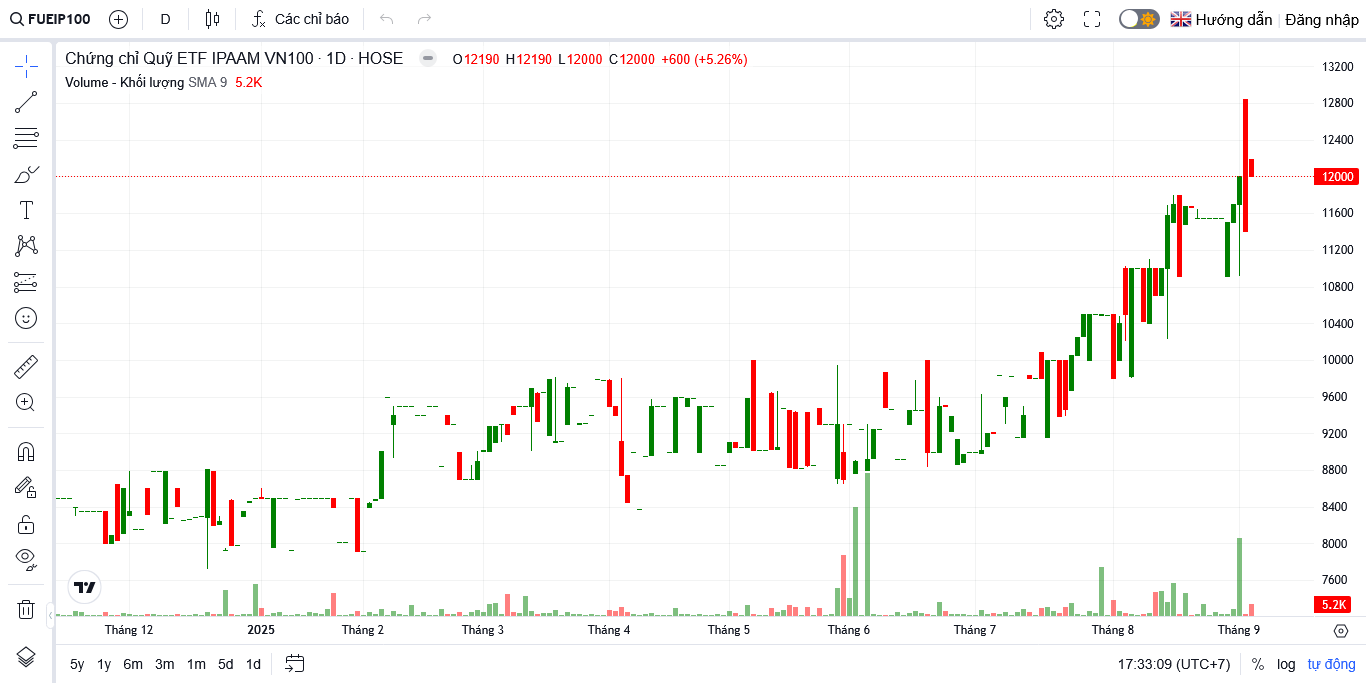 FUEIP100 D Các chỉ báo Hướng dẫn Đăng nhập
Chứng chỉ Quỹ ETF IPAAM VN100 · 1D · HOSE O12190 H12190 L12000 C12000 +600 (+5.26%)
Volume - Khối lượng SMA 9 5.2K
13200
12800
12400
12000
11600
11200
10800
10400
10000
9600
9200
8800
8400
8000
7600
5.2K
Tháng 12 2025 Tháng 2 Tháng 3 Tháng 4 Tháng 5 Tháng 6 Tháng 7 Tháng 8 Tháng 9
5y 1y 6m 3m 1m 5d 1d 17:33:09 (UTC+7) % log tự động